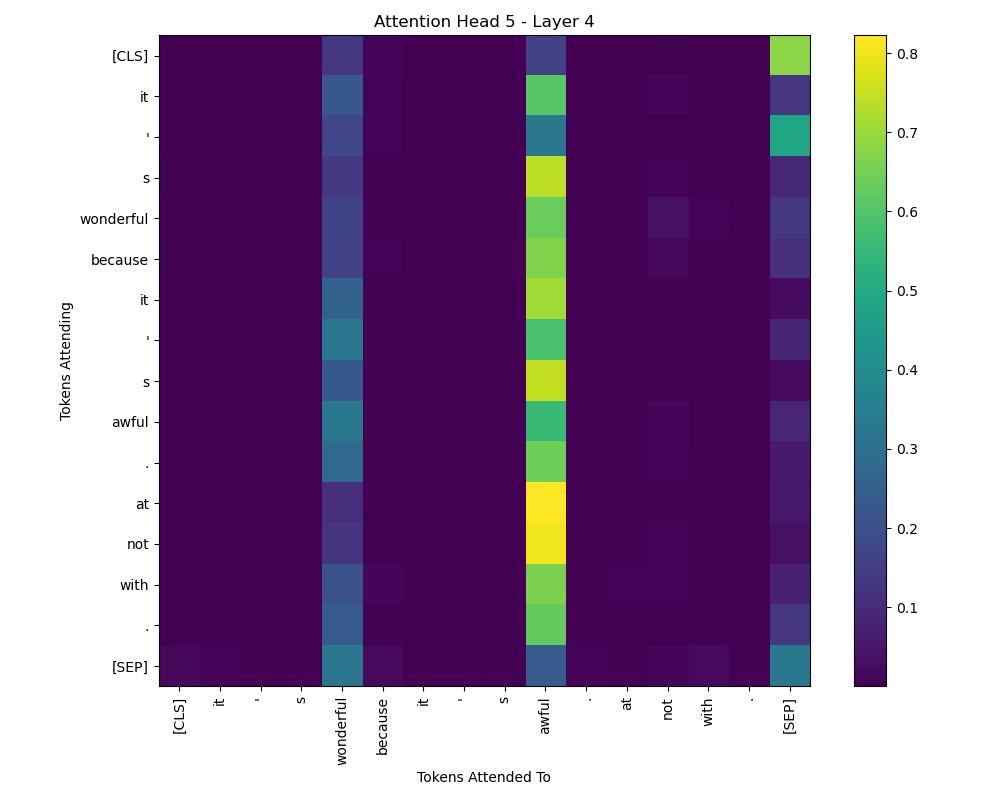 Attention Head 5 - Layer 4
Tokens Attending
[CLS]
it
'
s
wonderful
because
it
'
s
awful
.
at
not
with
.
[SEP]
[CLS]
it
'
s
wonderful
because
it
'
s
awful
.
at
not
with
.
[SEP]
Tokens Attended To
0.8
0.7
0.6
0.5
0.4
0.3
0.2
0.1